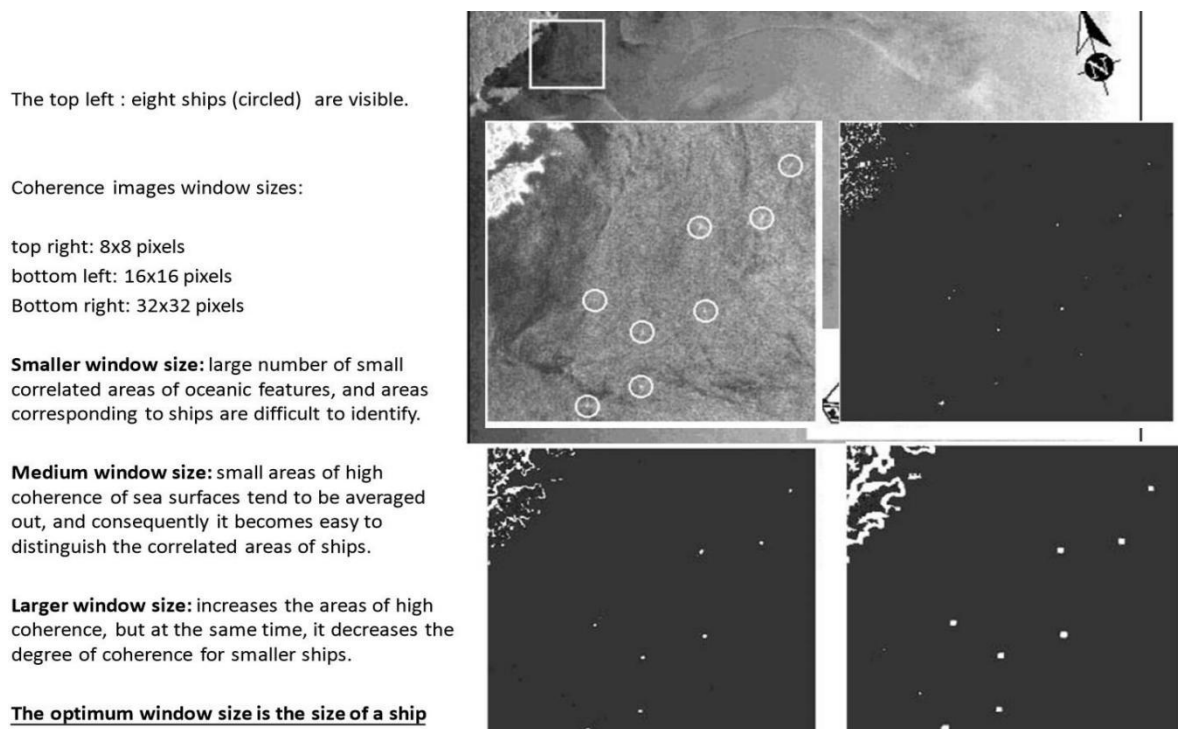 The top left : eight ships (circled) are visible.
Coherence images window sizes:
top right: 8x8 pixels
bottom left: 16x16 pixels
Bottom right: 32x32 pixels
Smaller window size: large number of small
correlated areas of oceanic features, and areas
corresponding to ships are difficult to identify.
Medium window size: small areas of high
coherence of sea surfaces tend to be averaged
out, and consequently it becomes easy to
distinguish the correlated areas of ships.
Larger window size: increases the areas of high
coherence, but at the same time, it decreases the
degree of coherence for smaller ships.
The optimum window size is the size of a ship
N